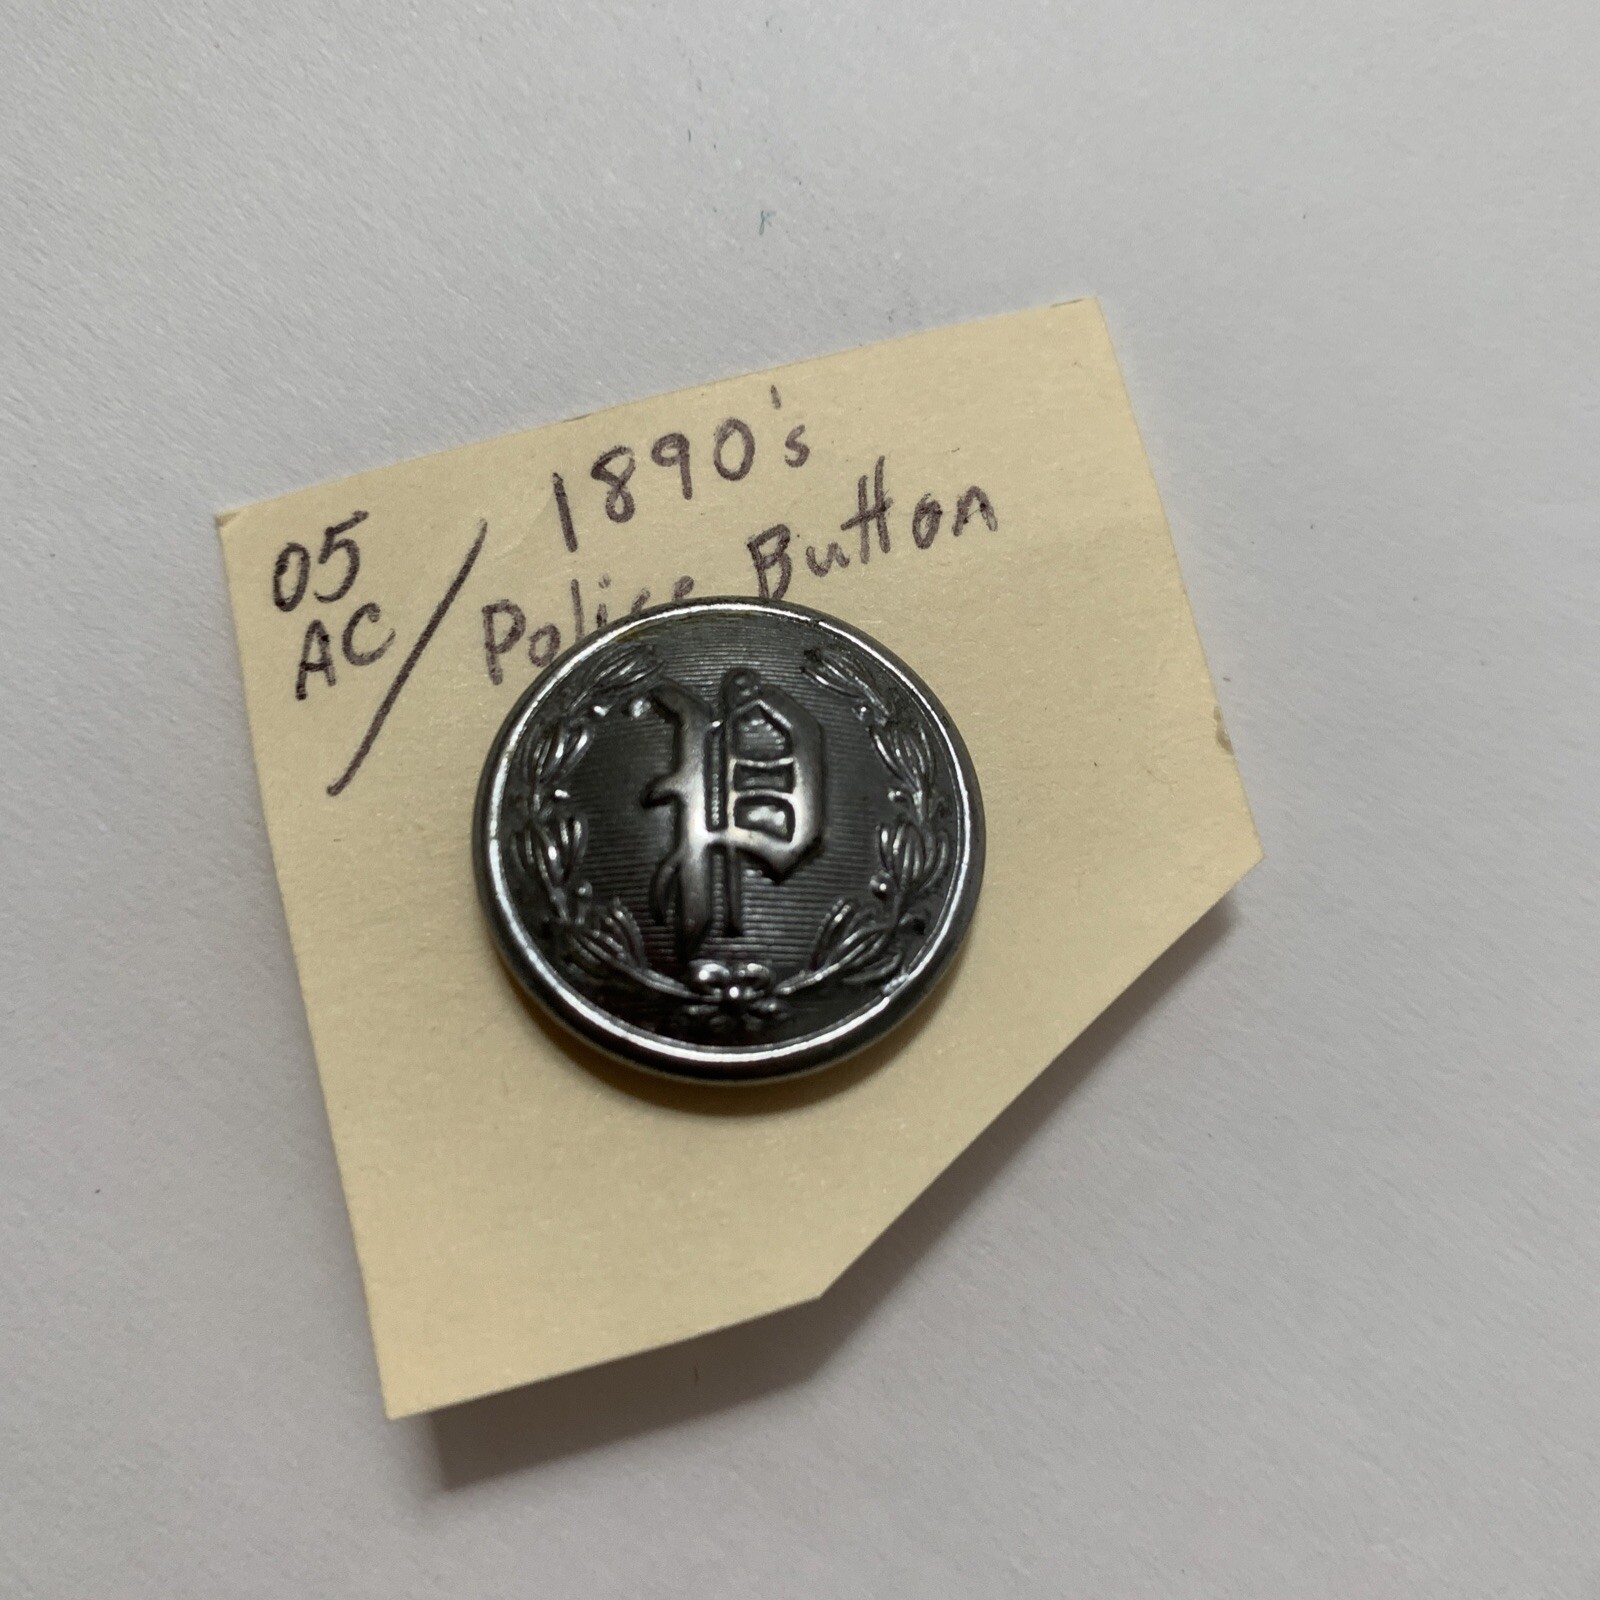 05
AC / 1890's
Police Button
P